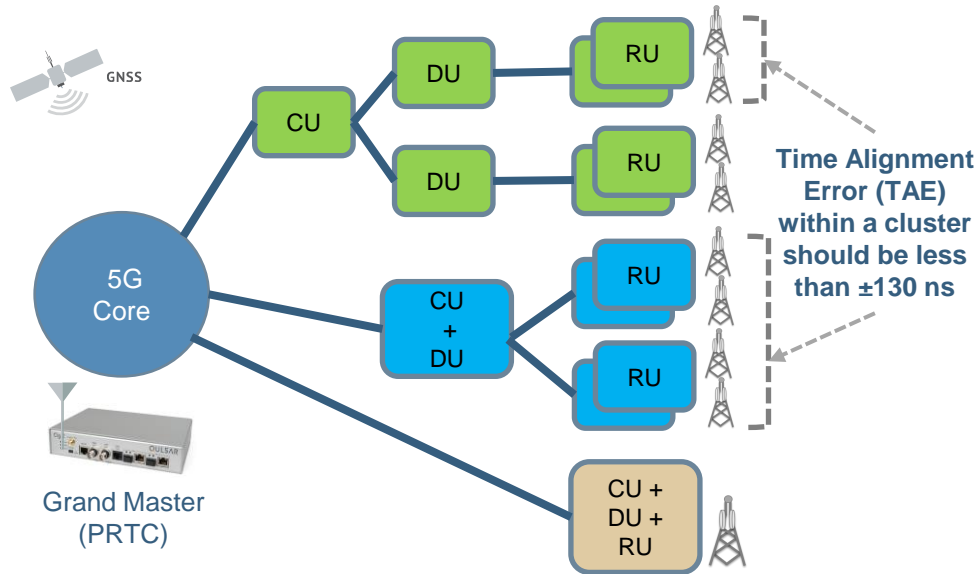 GNSS
CU
DU
RU
DU
RU
5G
Core
CU
+
DU
RU
RU
CU +
DU +
RU
Time Alignment
Error (TAE)
within a cluster
should be less
than ±130 ns
QULSAR
Grand Master
(PRTC)